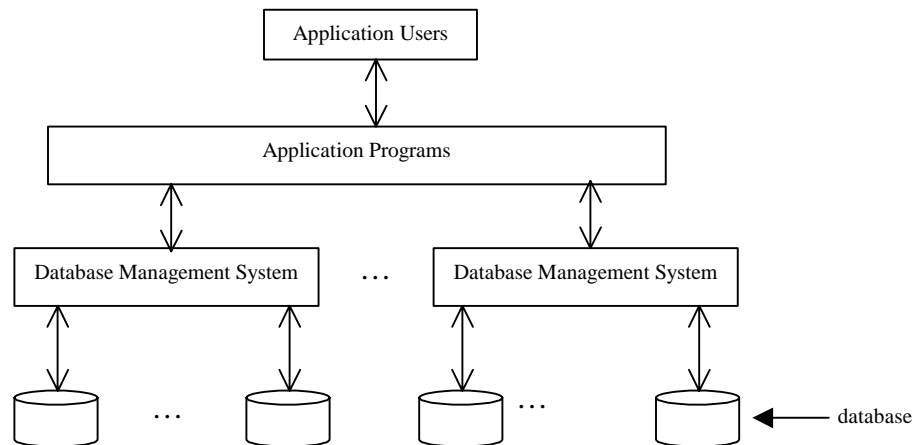 Application Users
Application Programs
Database Management System
...
Database Management System
...
...
database